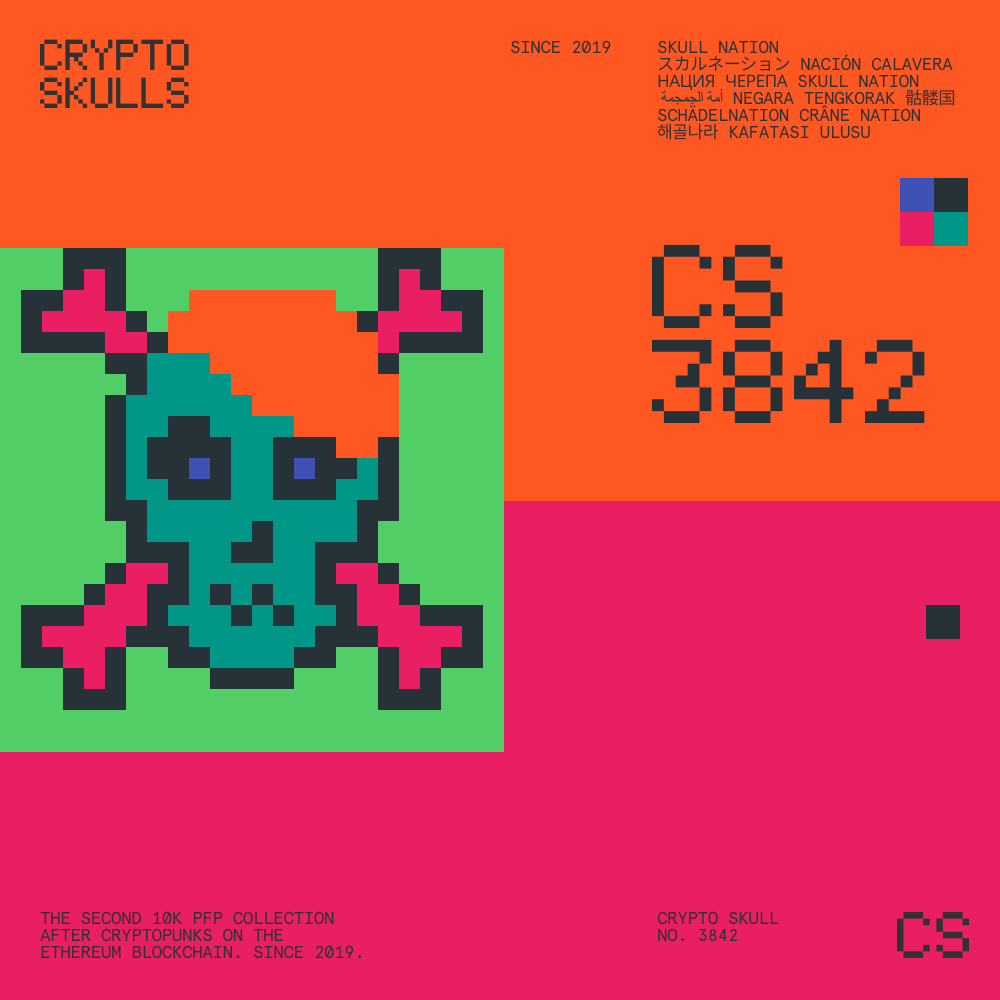 CRYPTO
SKULLS
SINCE 2019
SKULL NATION
スカルネーション NACIÓN CALAVERA
НАЦИЯ ЧЕРЕПА SKULL NATION
أمة الجمجمة NEGARA TENGKORAK 骷髅国
SCHÄDELNATION CRÂNE NATION
해골나라 KAFATASI ULUSU
CS
3842
THE SECOND 10K PFP COLLECTION
AFTER CRYPTOPUNKS ON THE
ETHEREUM BLOCKCHAIN. SINCE 2019.
CRYPTO SKULL
NO. 3842
CS